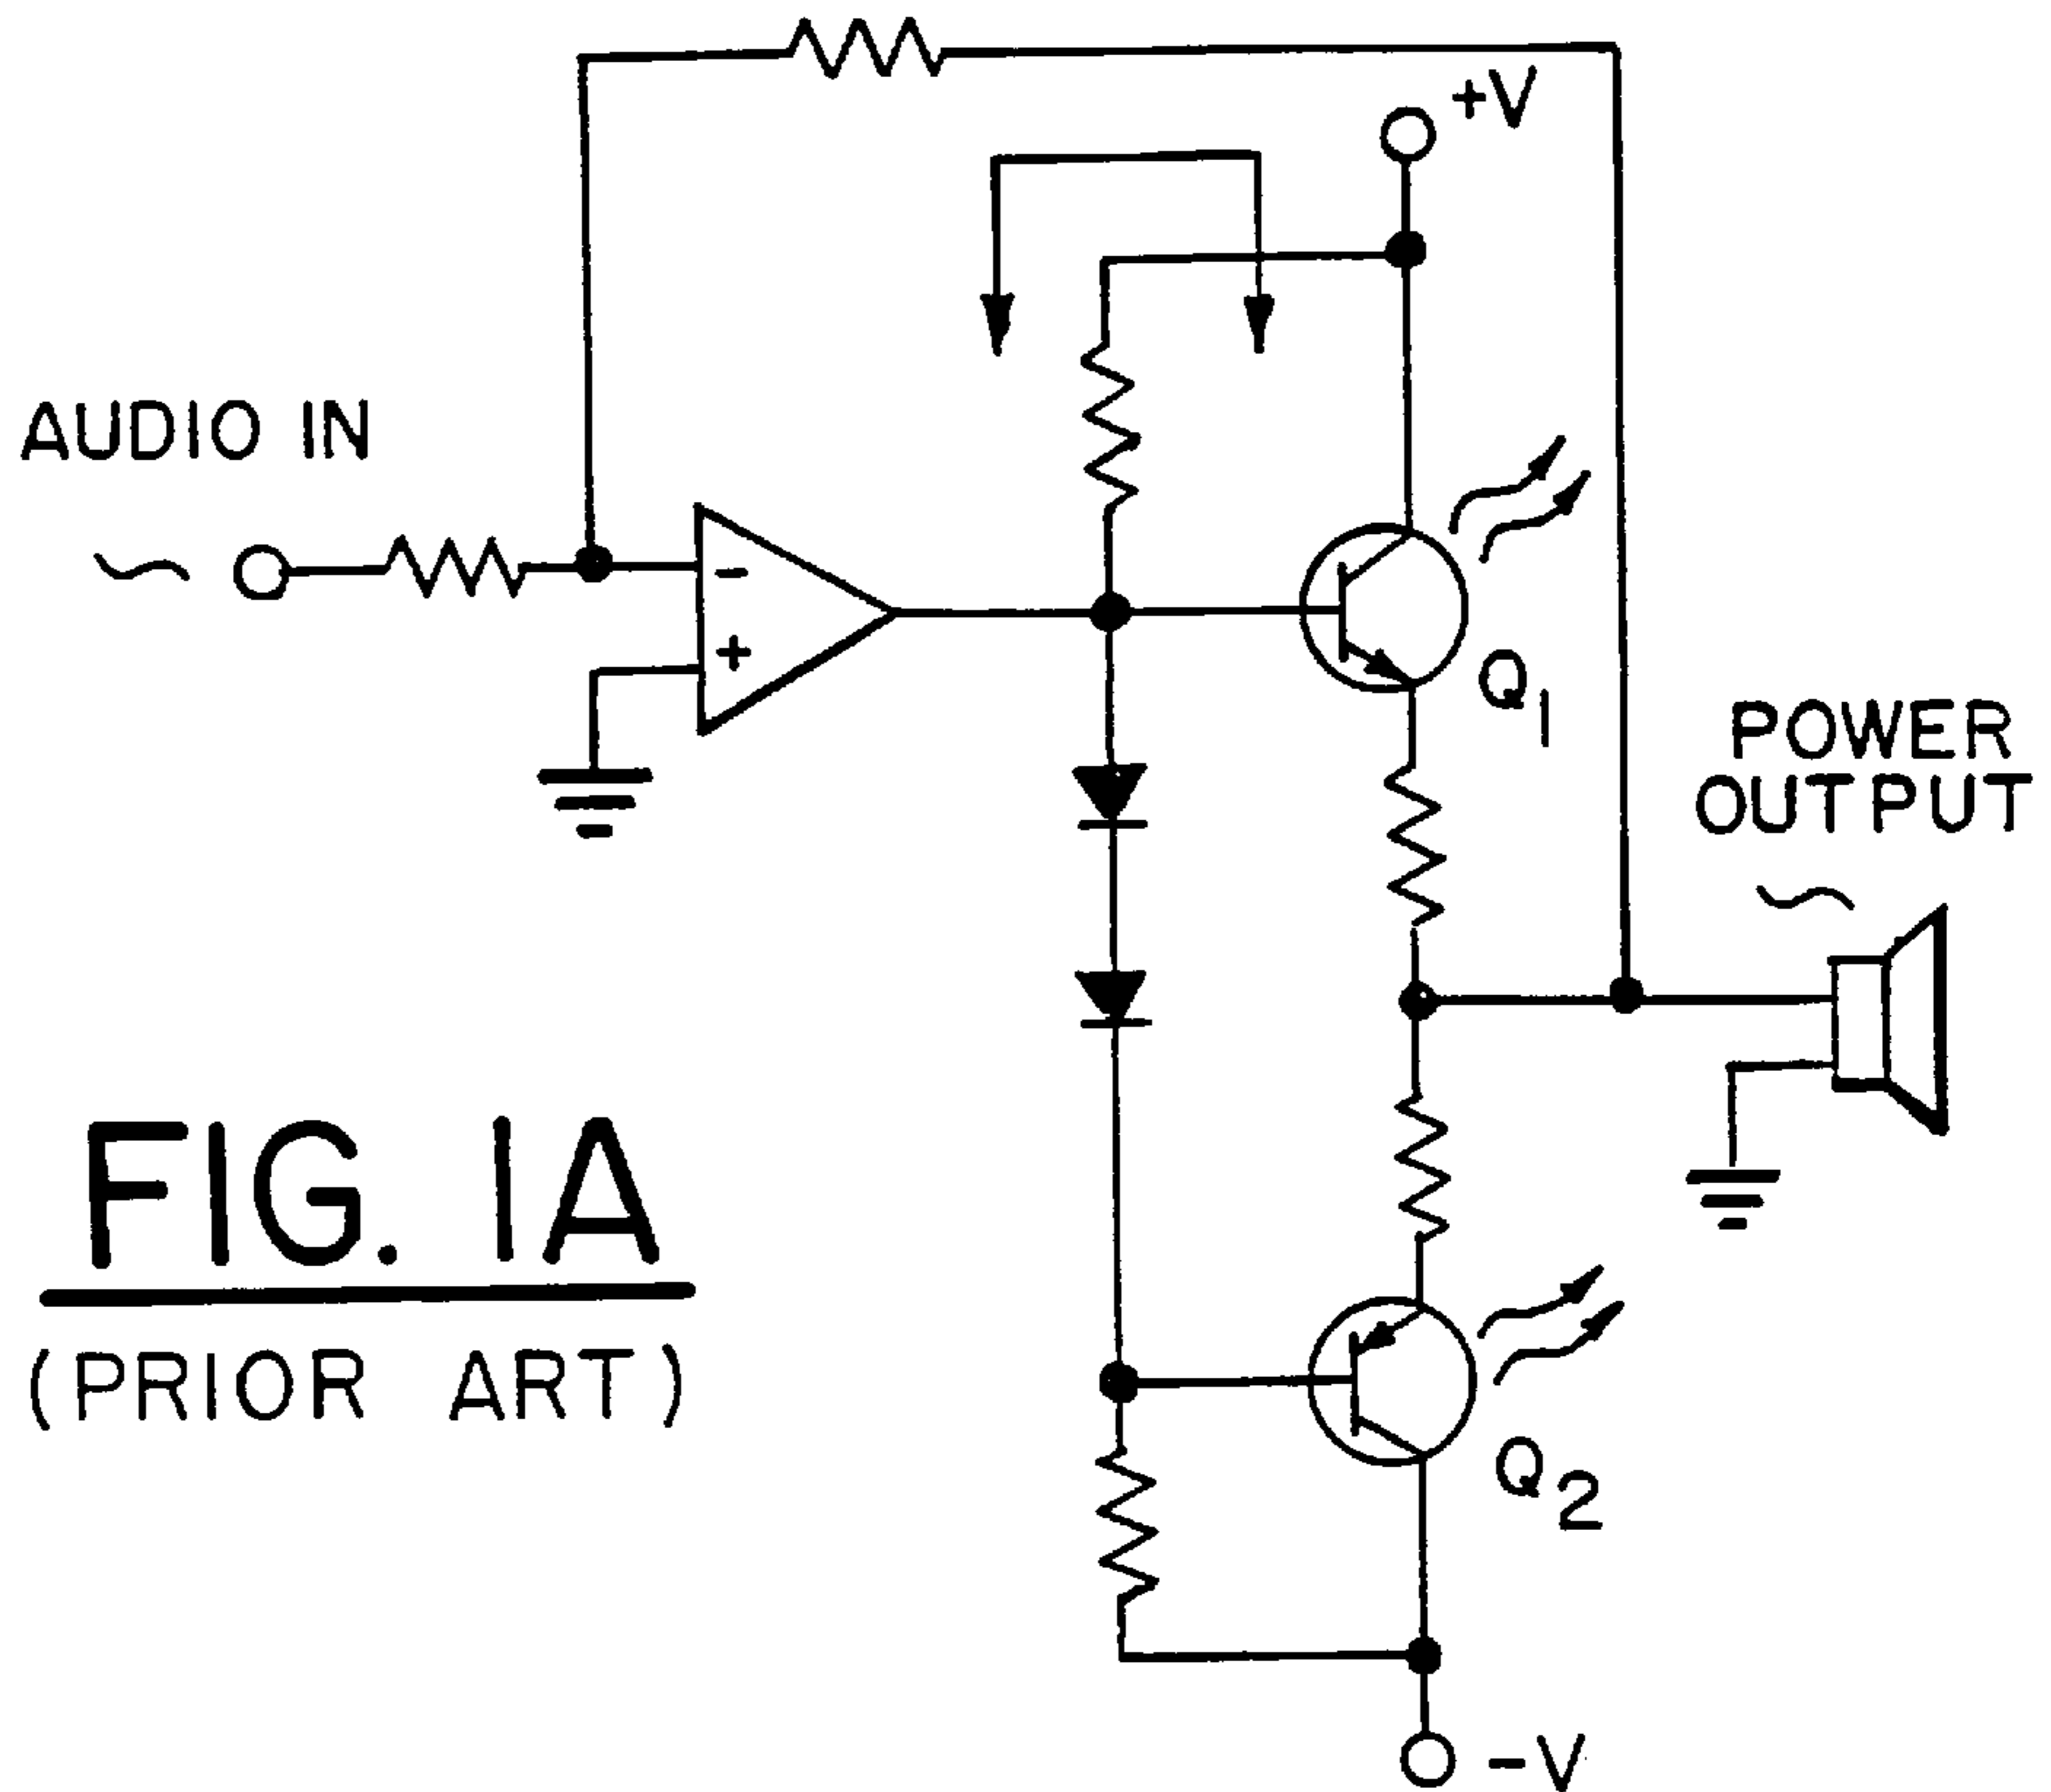 +V
AUDIO IN
-
+
Q1
POWER
OUTPUT
FIG. 1A
(PRIOR ART)
Q2
-V